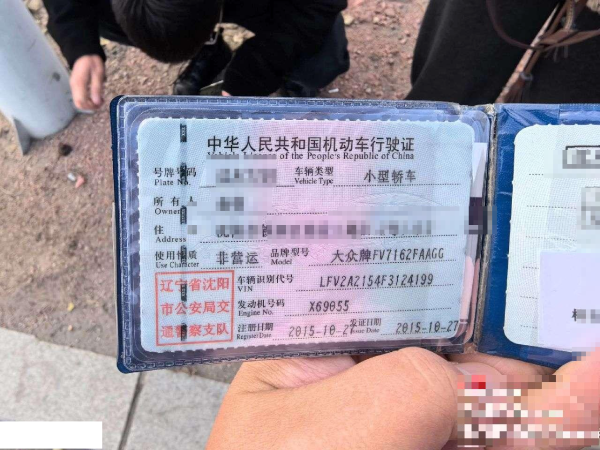 中华人民共和国机动车行驶证
Vehicle License of the People's Republic of China
号牌号码 车辆类型 小型轿车
Plate No. Vehicle Type
所有人
Owner
住
Address
使用性质 非营运 品牌型号 大众牌FV7162FAAGG
Use Character Model
辽宁省沈阳
市公安局交
通警察支队
车辆识别代号 LFV2A2154F3124199
VIN
发动机号码 X69055
Engine No.
注册日期 2015-10-27 发证日期 2015-10-27
Register Date Issue Date